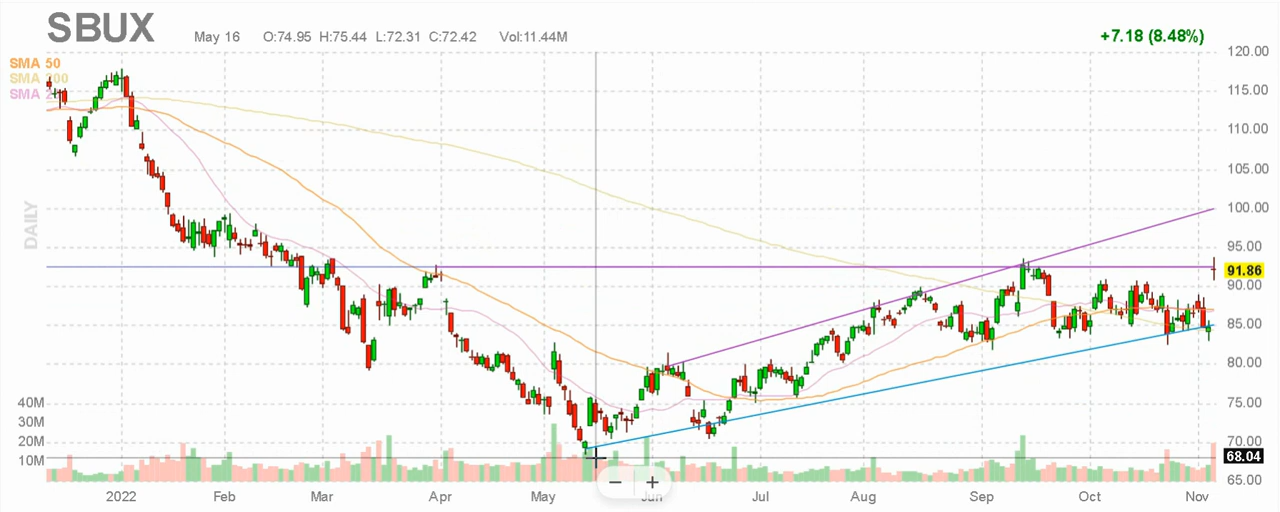 SBUX May 16 O:74.95 H:75.44 L:72.31 C:72.42 Vol:11.44M +7.18 (8.48%)
SMA 50
SMA 200
SMA
DAILY
120.00
115.00
110.00
105.00
100.00
95.00
91.86
90.00
85.00
80.00
75.00
70.00
68.04
65.00
40M
30M
20M
10M
2022 Feb Mar Apr May Jun Jul Aug Sep Oct Nov